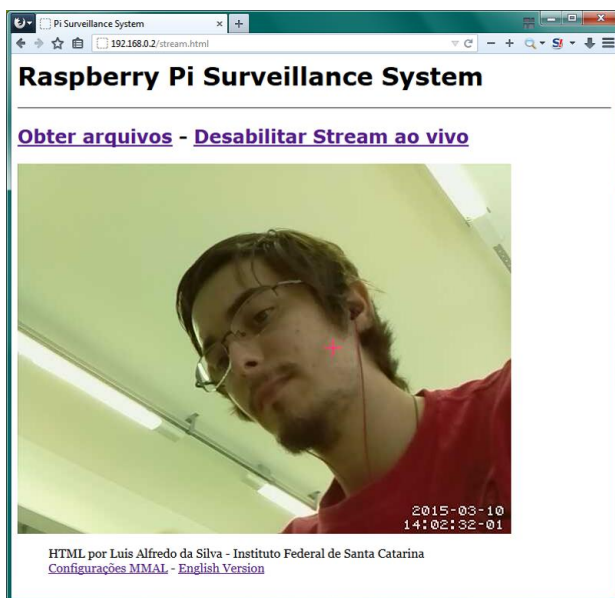 Pi Surveillance System
192.168.0.2/stream.html
Raspberry Pi Surveillance System
Obter arquivos - Desabilitar Stream ao vivo
2015-03-10
14:02:32-01
HTML por Luis Alfredo da Silva - Instituto Federal de Santa Catarina
Configurações MMAL - English Version